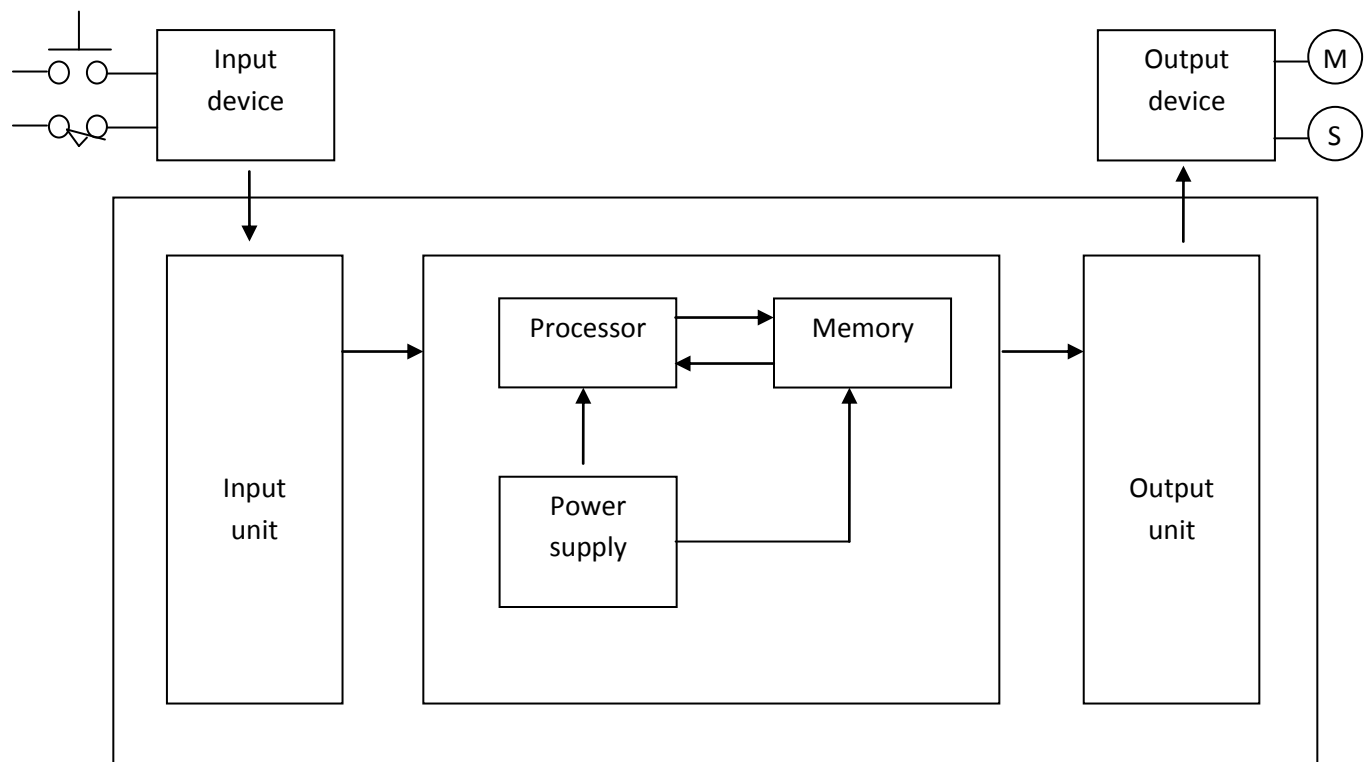 Input
device
Output
device
M
S
Processor
Memory
Input
unit
Power
supply
Output
unit